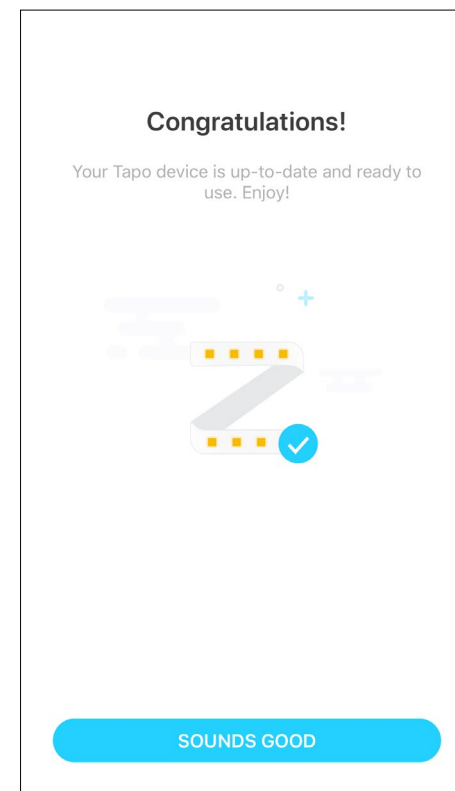 Congratulations!
Your Tapo device is up-to-date and ready to
use. Enjoy!
SOUNDS GOOD